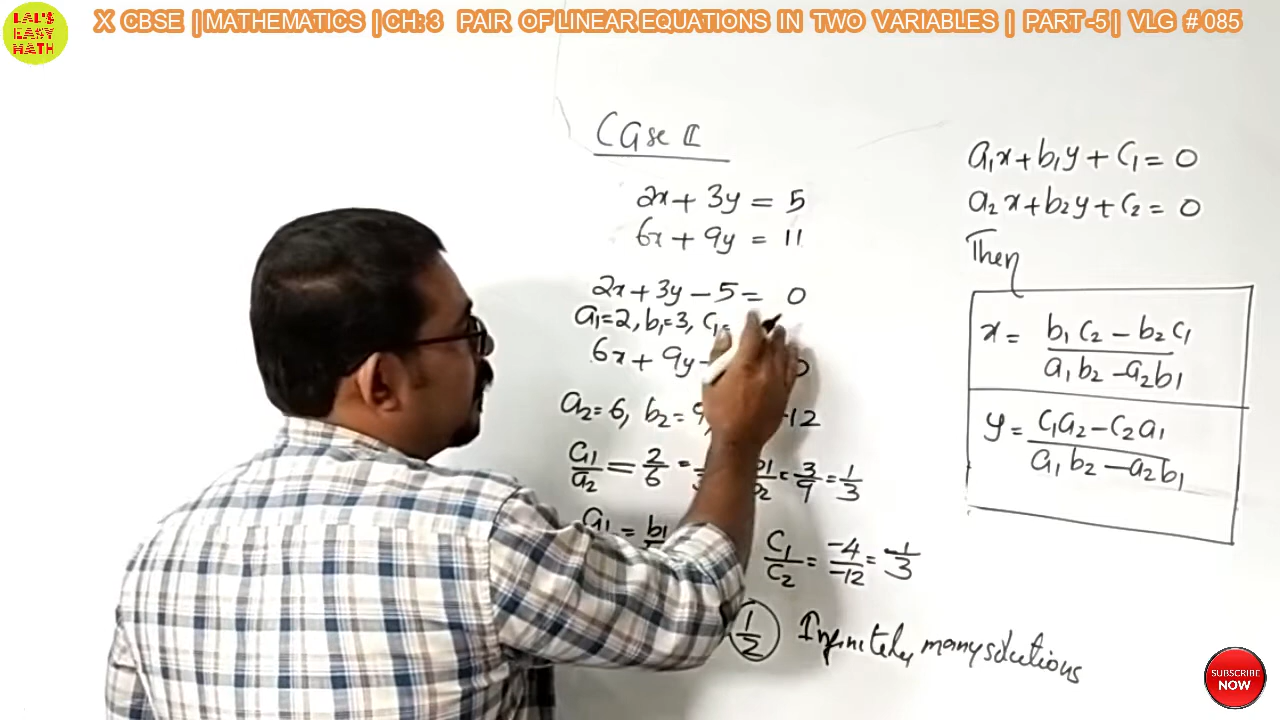 LAL'S EASY MATH
X CBSE | MATHEMATICS | CH: 3 PAIR OF LINEAR EQUATIONS IN TWO VARIABLES | PART -5 | VLG # 085
Case II
2x + 3y = 5
6x + 9y = 11
2x + 3y - 5 = 0
a₁=2, b₁=3, c₁=
6x + 9y - 0
a₂=6, b₂=9, -12
a₁/a₂ = 2/6 = b₁/b₂ = 3/9 = 1/3
a₁ = b₁
c₁/c₂ = -4/-12 = 1/3
1/2 Infinitely many solutions
a₁x + b₁y + c₁ = 0
a₂x + b₂y + c₂ = 0
Then
x = b₁c₂ - b₂c₁ / a₁b₂ - a₂b₁
y = c₁a₂ - c₂a₁ / a₁b₂ - a₂b₁
SUBSCRIBE
NOW